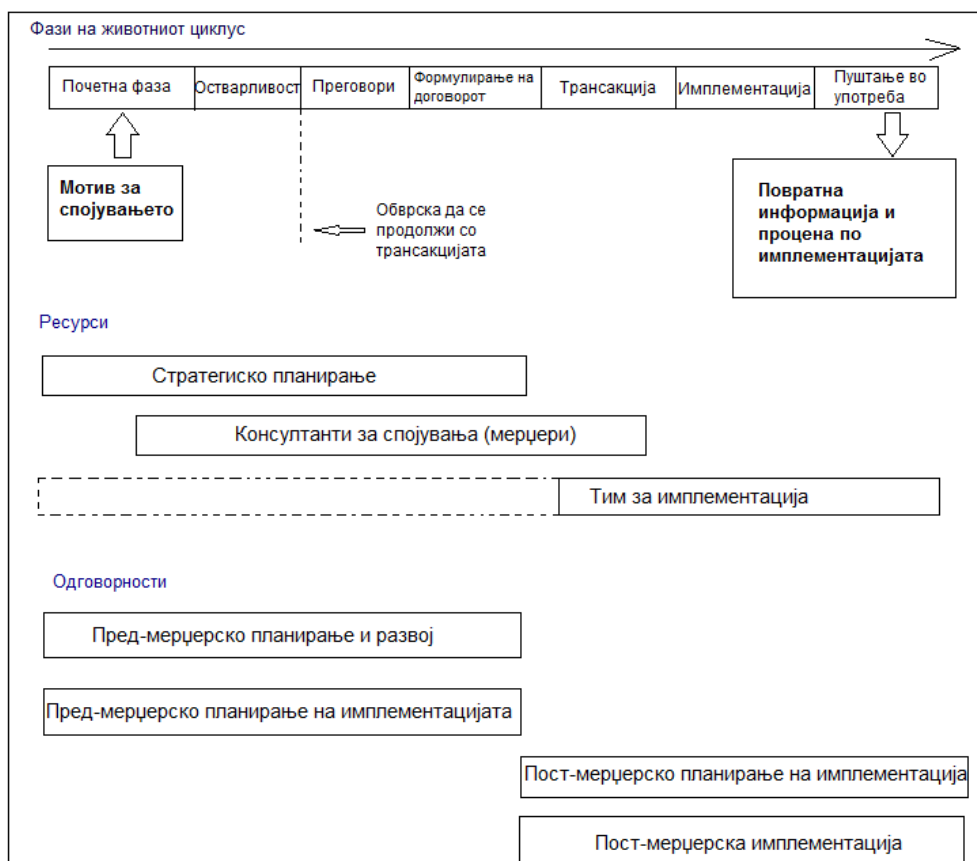 Фази на животниот циклус
Почетна фаза
Остварливост
Преговори
Формулирање на
договорот
Трансакција
Имплементација
Пуштање во
употреба
Мотив за
спојувањето
Обврска да се
продолжи со
трансакцијата
Повратна
информација и
процена по
имплементацијата
Ресурси
Стратегиско планирање
Консултанти за спојувања (мерџери)
Тим за имплементација
Одговорности
Пред-мерџерско планирање и развој
Пред-мерџерско планирање на имплементацијата
Пост-мерџерско планирање на имплементација
Пост-мерџерска имплементација